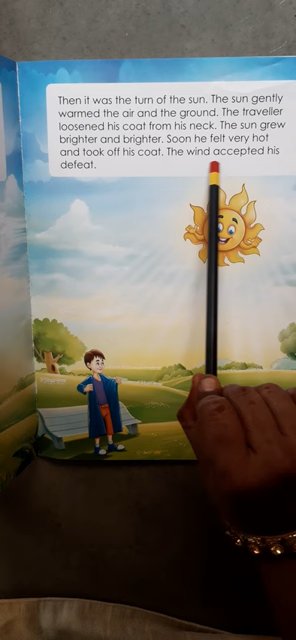 Then it was the turn of the sun. The sun gently
warmed the air and the ground. The traveller
loosened his coat from his neck. The sun grew
brighter and brighter. Soon he felt very hot
and took off his coat. The wind accepted his
defeat.